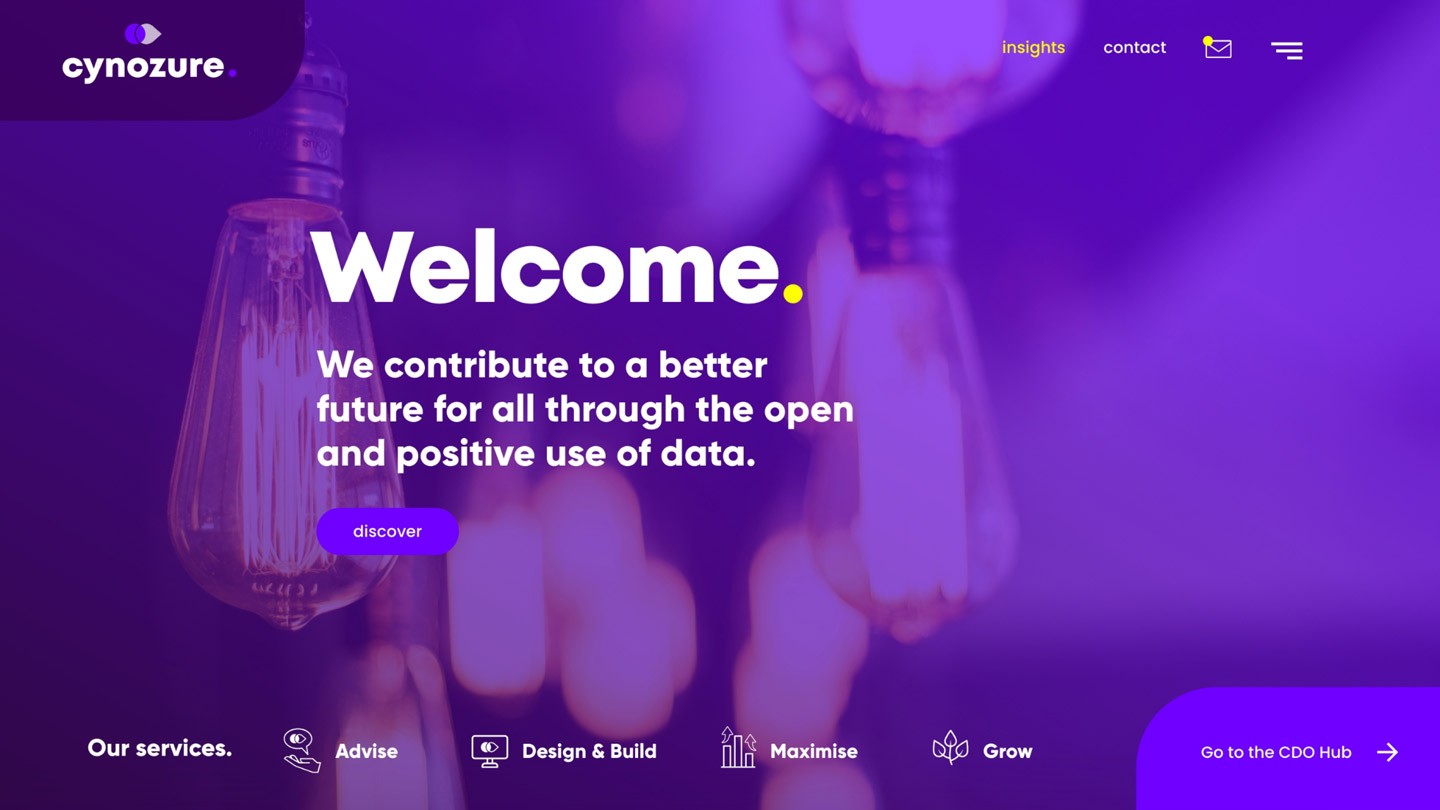 cynozure.
insights
contact
Welcome.
We contribute to a better
future for all through the open
and positive use of data.
discover
Our services.
Advise
Design & Build
Maximise
Grow
Go to the CDO Hub